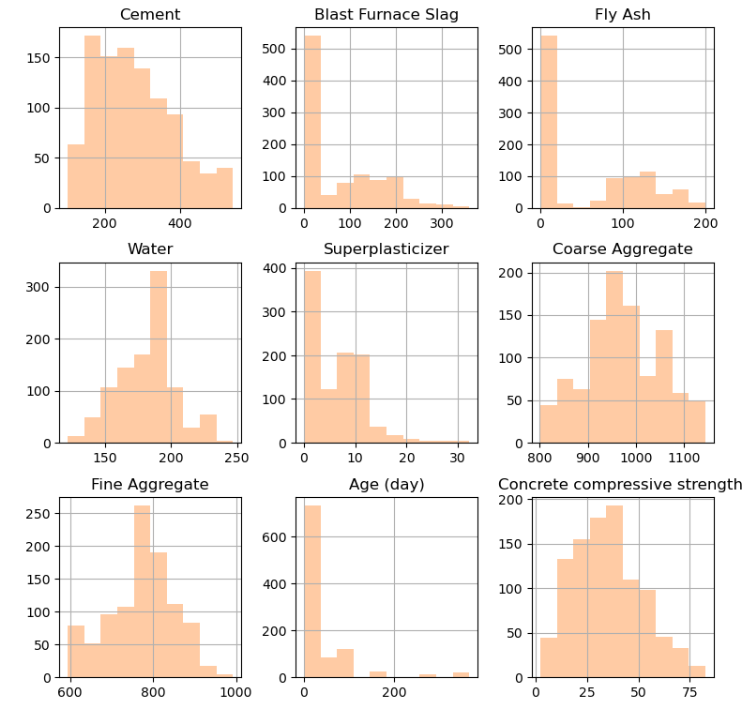 Cement
150
100
50
0
200 400
Blast Furnace Slag
500
400
300
200
100
0
0 100 200 300
Fly Ash
500
400
300
200
100
0
0 100 200
Water
300
200
100
0
150 200 250
Superplasticizer
400
300
200
100
0
0 10 20 30
Coarse Aggregate
200
150
100
50
0
800 900 1000 1100
Fine Aggregate
250
200
150
100
50
0
600 800 1000
Age (day)
600
400
200
0
0 200
Concrete compressive strength
200
150
100
50
0
0 25 50 75